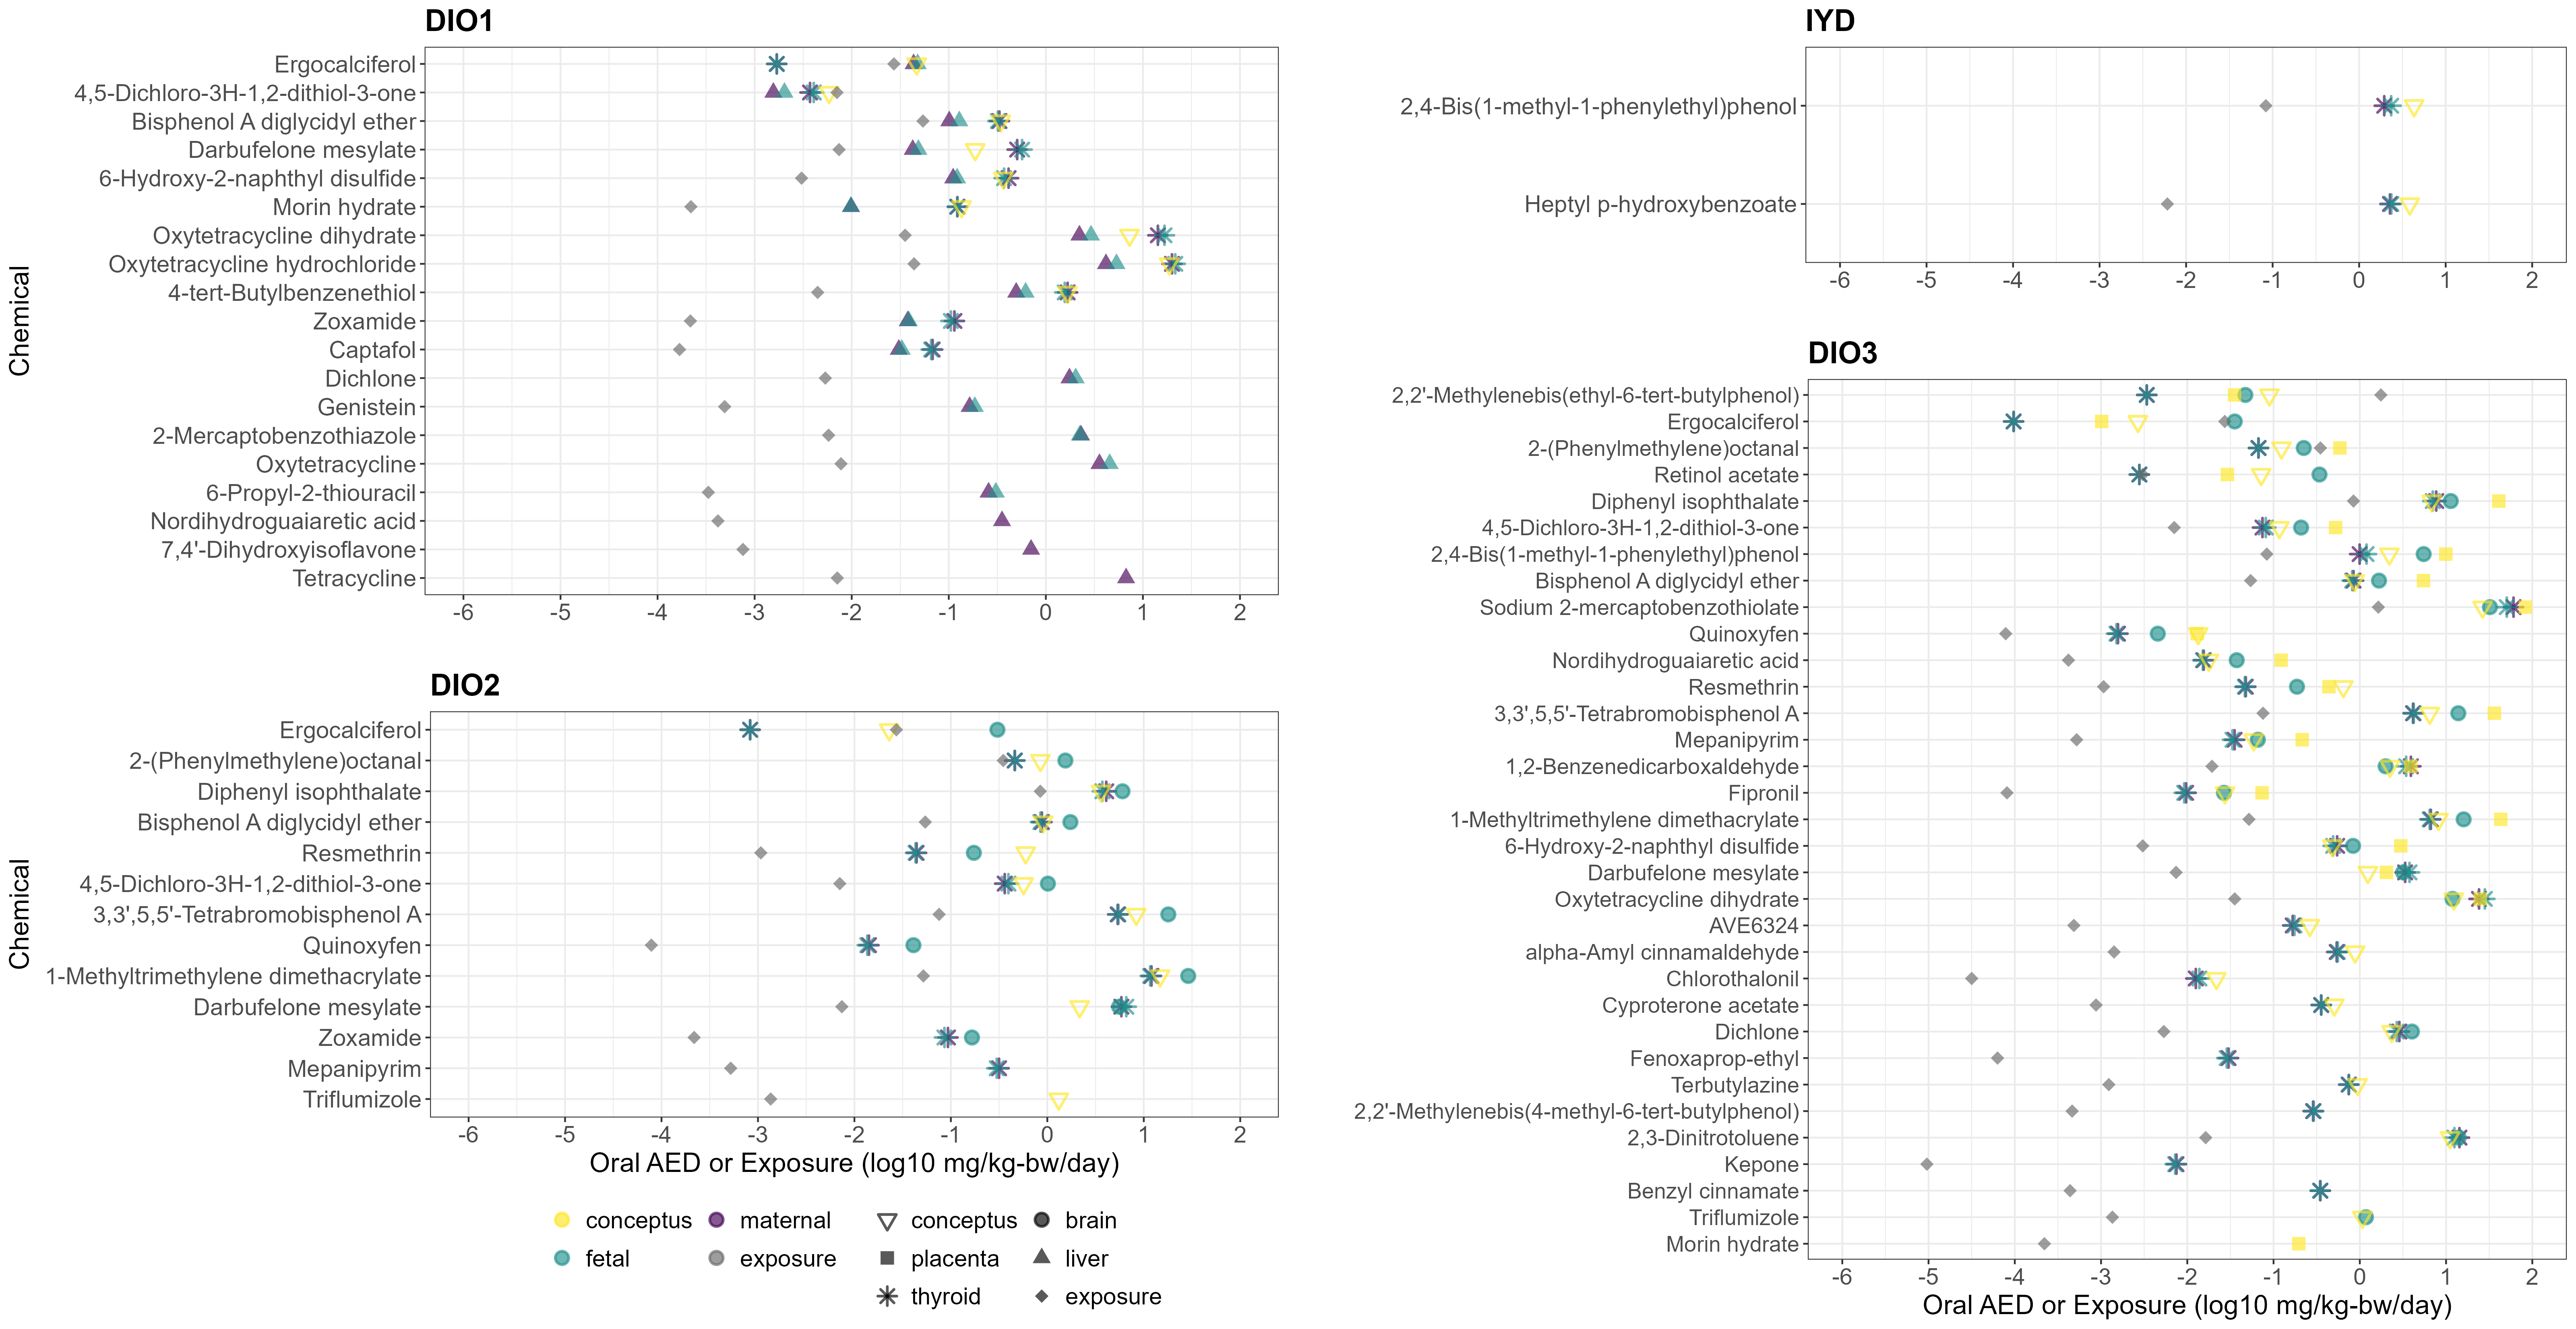 DIO1
Chemical
Ergocalciferol
4,5-Dichloro-3H-1,2-dithiol-3-one
Bisphenol A diglycidyl ether
Darbufelone mesylate
6-Hydroxy-2-naphthyl disulfide
Morin hydrate
Oxytetracycline dihydrate
Oxytetracycline hydrochloride
4-tert-Butylbenzenethiol
Zoxamide
Captafol
Dichlone
Genistein
2-Mercaptobenzothiazole
Oxytetracycline
6-Propyl-2-thiouracil
Nordihydroguaiaretic acid
7,4'-Dihydroxyisoflavone
Tetracycline
-6 -5 -4 -3 -2 -1 0 1 2
DIO2
Chemical
Ergocalciferol
2-(Phenylmethylene)octanal
Diphenyl isophthalate
Bisphenol A diglycidyl ether
Resmethrin
4,5-Dichloro-3H-1,2-dithiol-3-one
3,3',5,5'-Tetrabromobisphenol A
Quinoxyfen
1-Methyltrimethylene dimethacrylate
Darbufelone mesylate
Zoxamide
Mepanipyrim
Triflumizole
-6 -5 -4 -3 -2 -1 0 1 2
Oral AED or Exposure (log10 mg/kg-bw/day)
conceptus maternal conceptus brain
fetal exposure placenta liver
thyroid exposure
IYD
2,4-Bis(1-methyl-1-phenylethyl)phenol
Heptyl p-hydroxybenzoate
-6 -5 -4 -3 -2 -1 0 1 2
DIO3
2,2'-Methylenebis(ethyl-6-tert-butylphenol)
Ergocalciferol
2-(Phenylmethylene)octanal
Retinol acetate
Diphenyl isophthalate
4,5-Dichloro-3H-1,2-dithiol-3-one
2,4-Bis(1-methyl-1-phenylethyl)phenol
Bisphenol A diglycidyl ether
Sodium 2-mercaptobenzothiolate
Quinoxyfen
Nordihydroguaiaretic acid
Resmethrin
3,3',5,5'-Tetrabromobisphenol A
Mepanipyrim
1,2-Benzenedicarboxaldehyde
Fipronil
1-Methyltrimethylene dimethacrylate
6-Hydroxy-2-naphthyl disulfide
Darbufelone mesylate
Oxytetracycline dihydrate
AVE6324
alpha-Amyl cinnamaldehyde
Chlorothalonil
Cyproterone acetate
Dichlone
Fenoxaprop-ethyl
Terbutylazine
2,2'-Methylenebis(4-methyl-6-tert-butylphenol)
2,3-Dinitrotoluene
Kepone
Benzyl cinnamate
Triflumizole
Morin hydrate
-6 -5 -4 -3 -2 -1 0 1 2
Oral AED or Exposure (log10 mg/kg-bw/day)